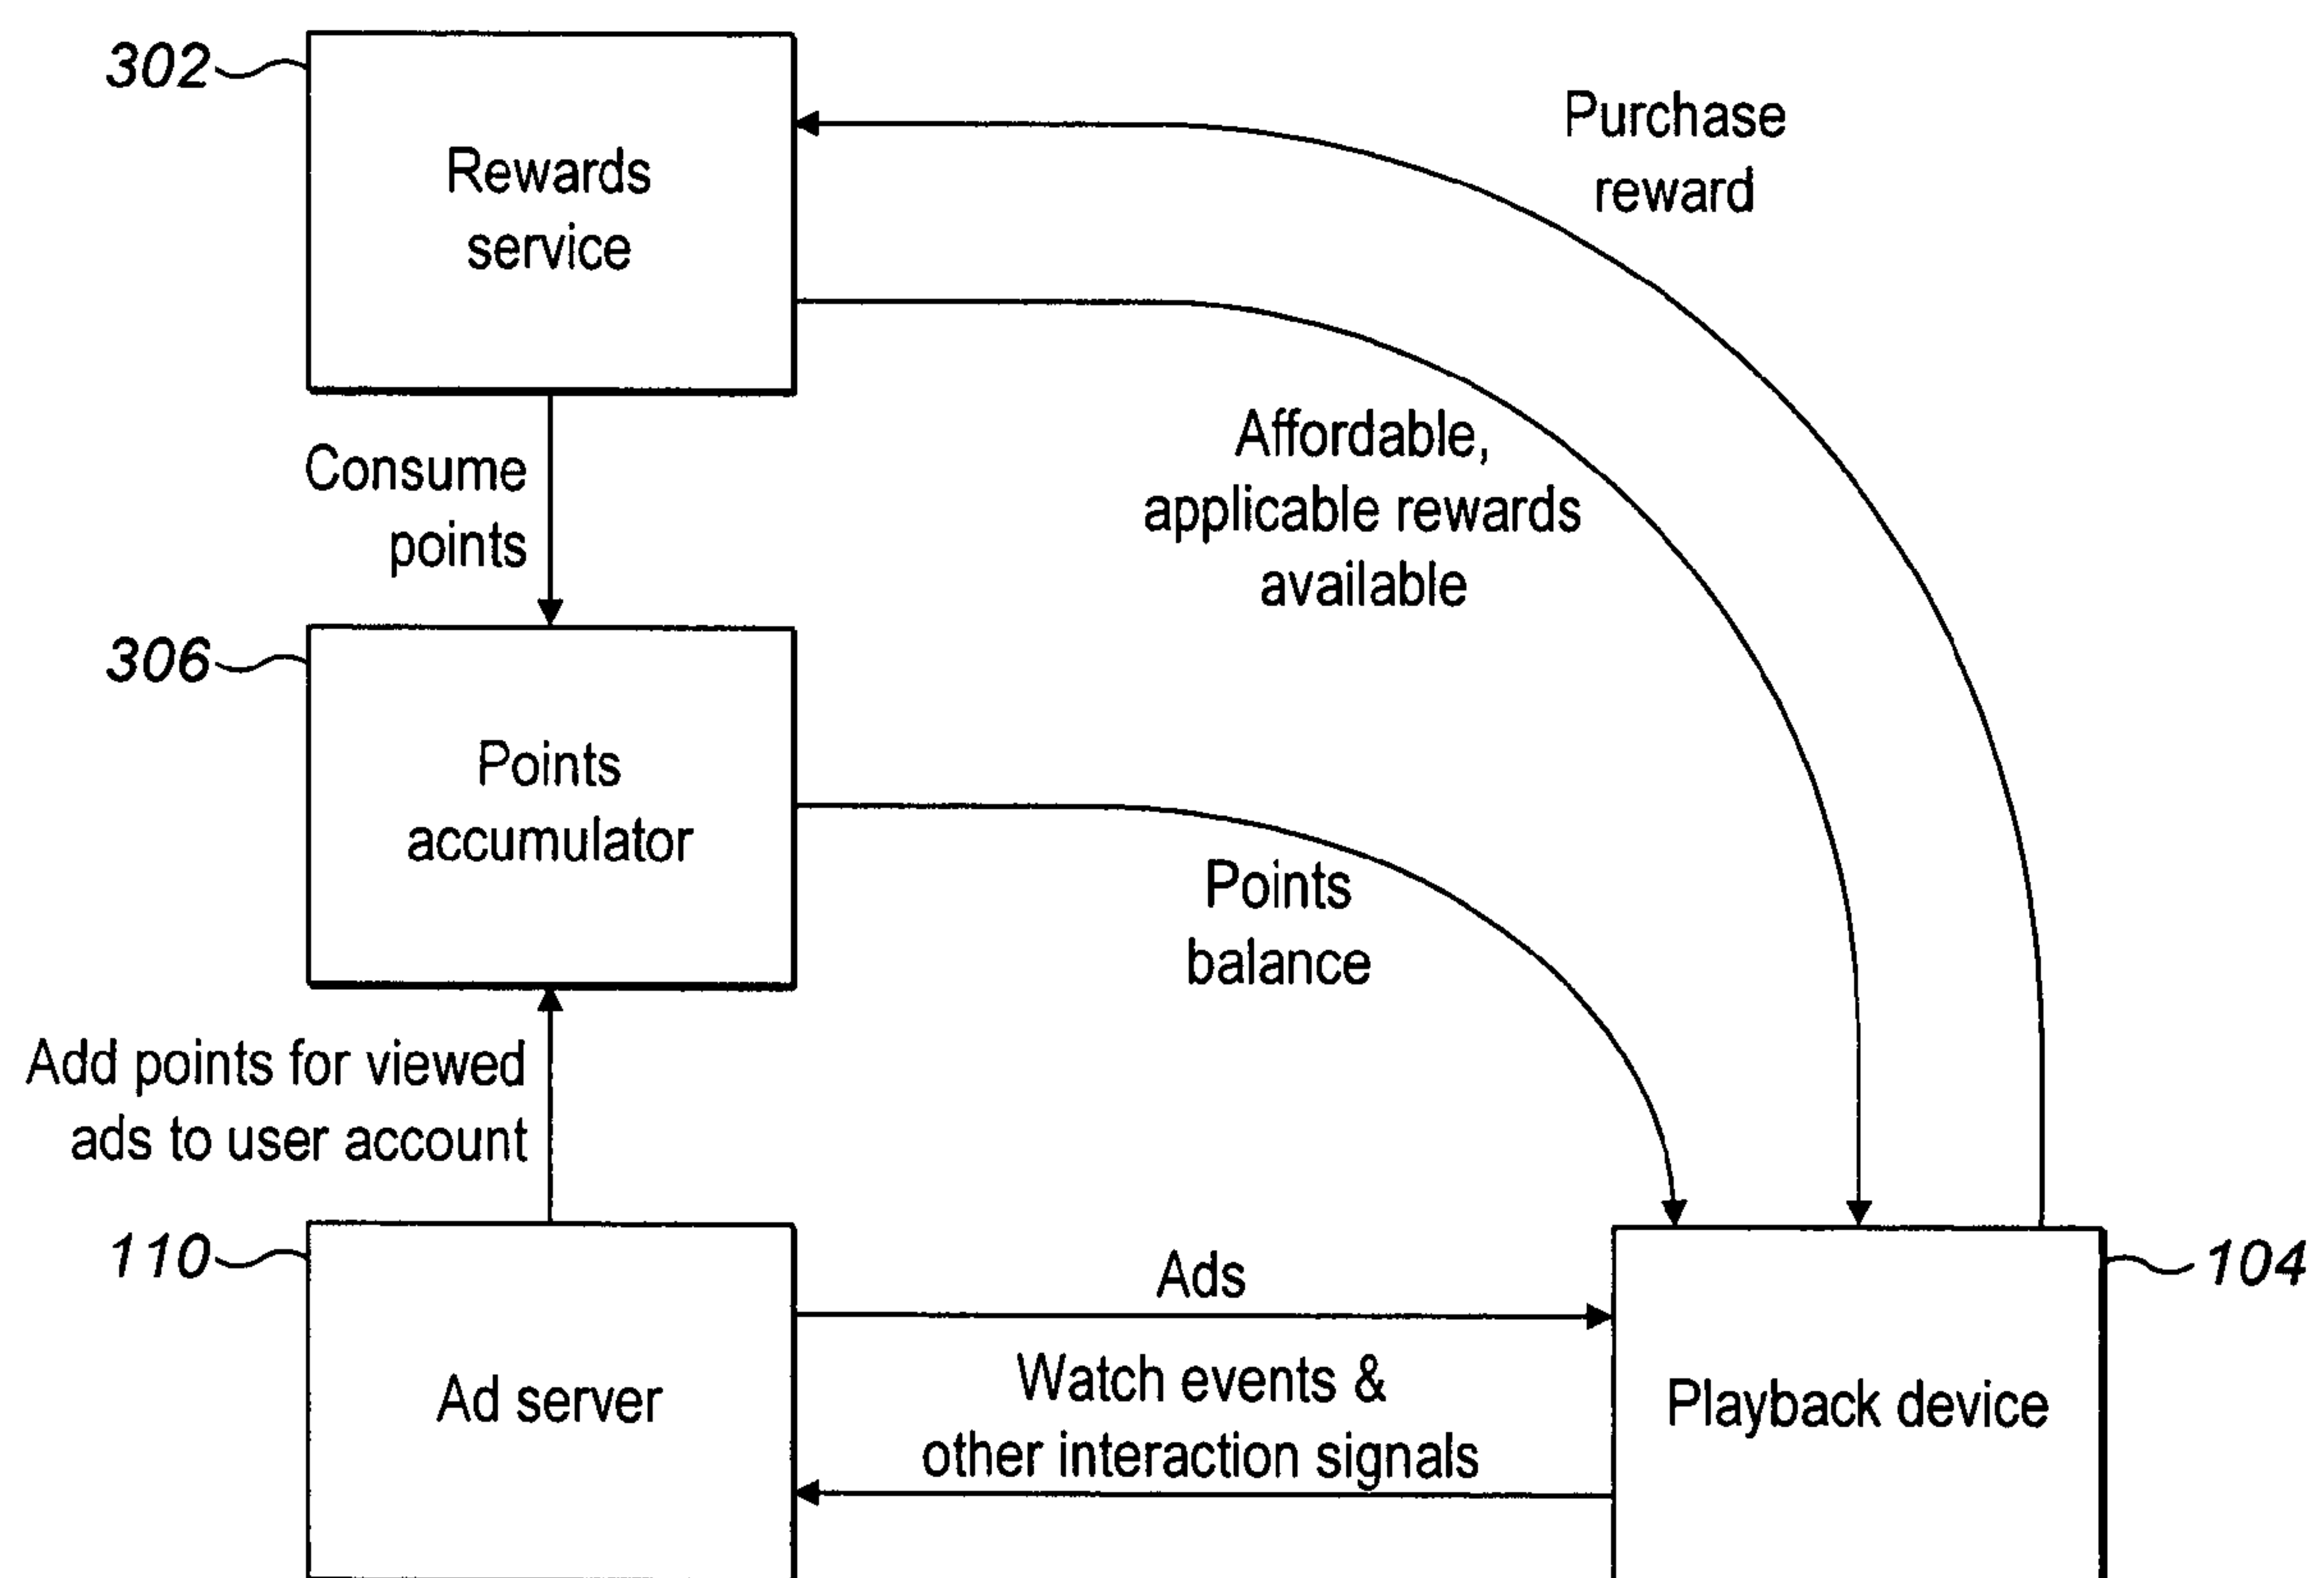 302
Rewards
service
Purchase
reward
Consume
points
Affordable,
applicable rewards
available
306
Points
accumulator
Points
balance
Add points for viewed
ads to user account
110
Ad server
Ads
Watch events &
other interaction signals
Playback device
104